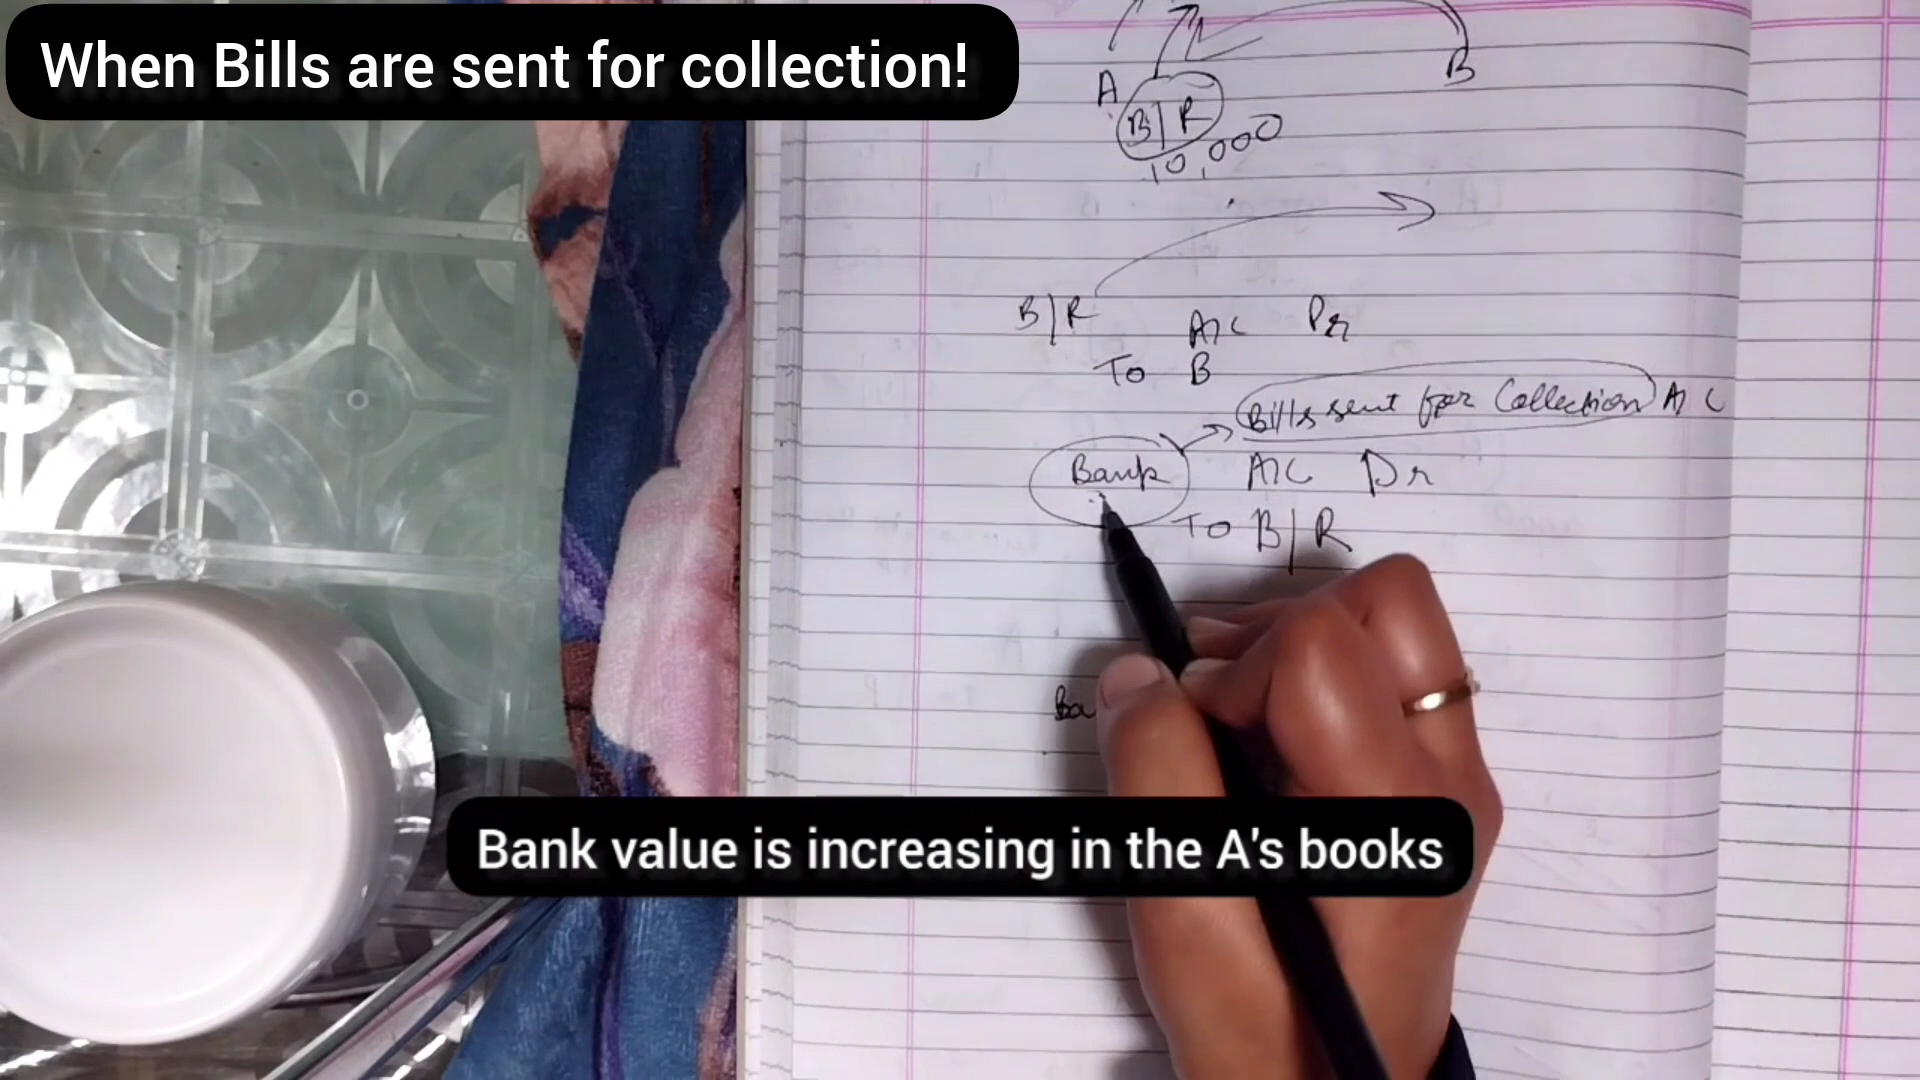 When Bills are sent for collection!
A
B
B/R
10,000
B/R A/C Dr
To B
Bills sent for Collection A/C
Bank A/C Dr
To B/R
Ba
Bank value is increasing in the A's books